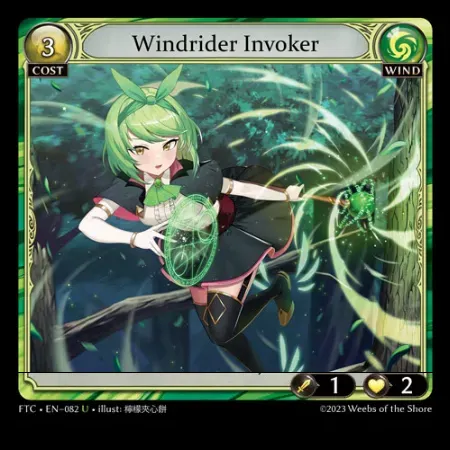 3
Windrider Invoker
COST
WIND
1
2
FTC • EN-082 U • illust: 檸檬夾心餅
©2023 Weebs of the Shore